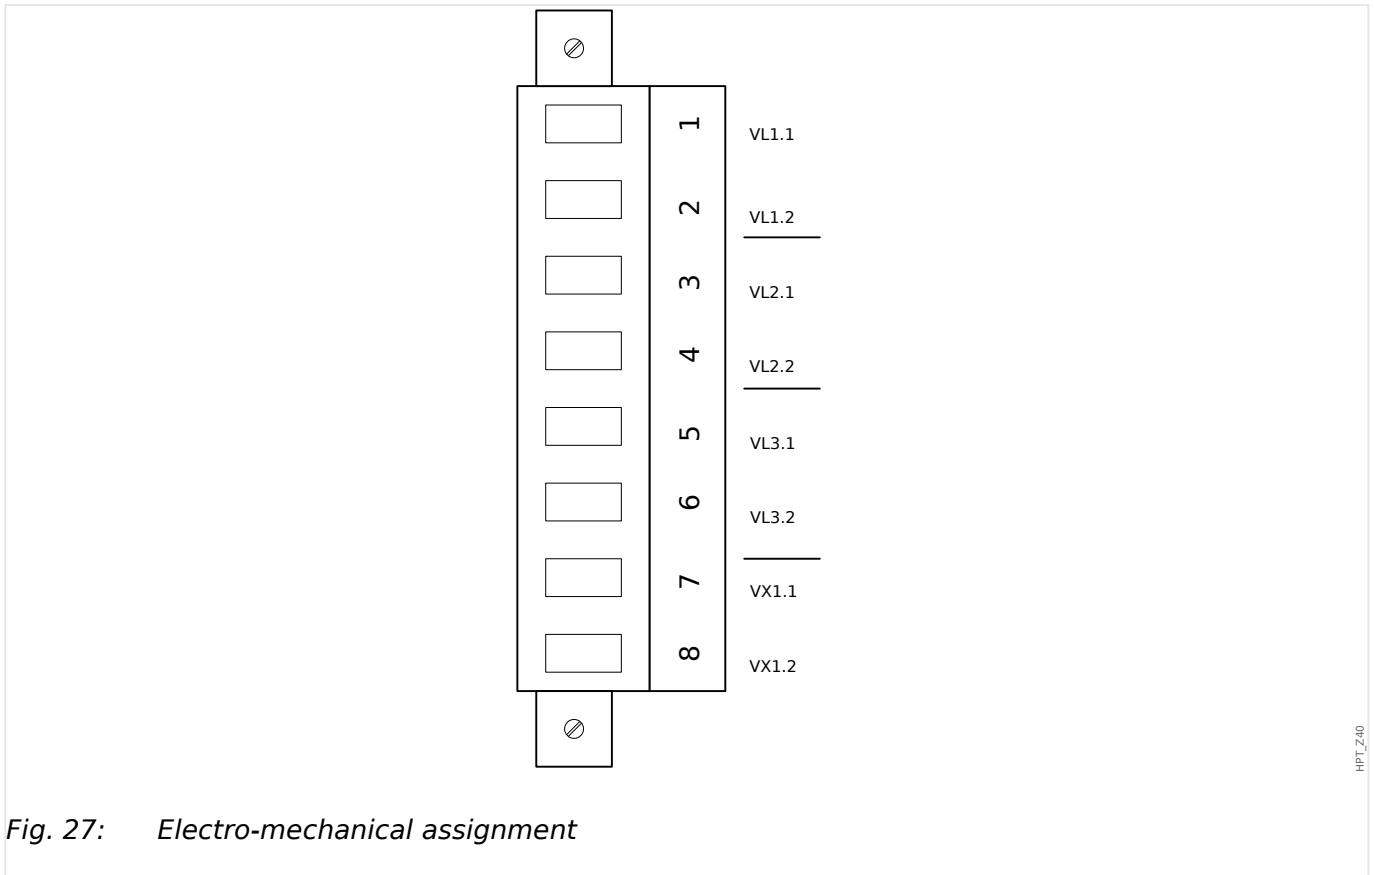 1 VL1.1
2 VL1.2
3 VL2.1
4 VL2.2
5 VL3.1
6 VL3.2
7 VX1.1
8 VX1.2
HPT_Z40
Fig. 27: Electro-mechanical assignment